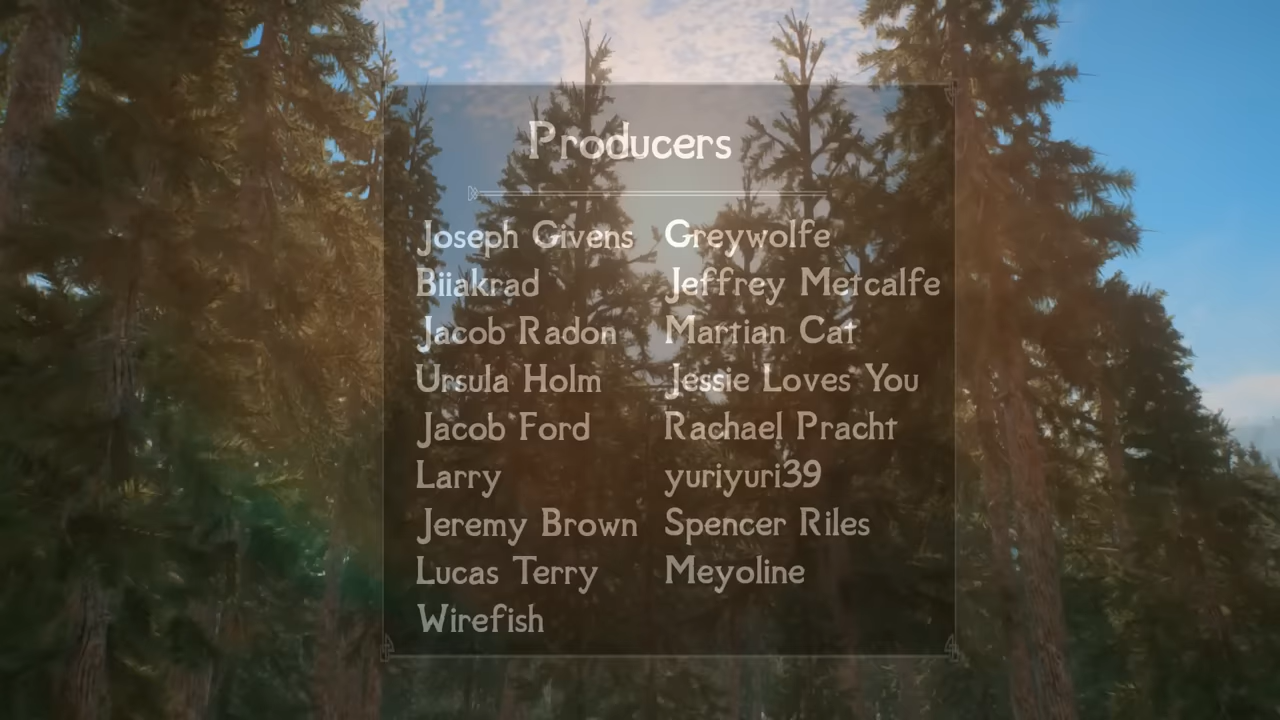 Producers
Joseph Givens
Biiakrad
Jacob Radon
Ursula Holm
Jacob Ford
Larry
Jeremy Brown
Lucas Terry
Wirefish
Greywolfe
Jeffrey Metcalfe
Martian Cat
Jessie Loves You
Rachael Pracht
yuriyuri39
Spencer Riles
Meyoline